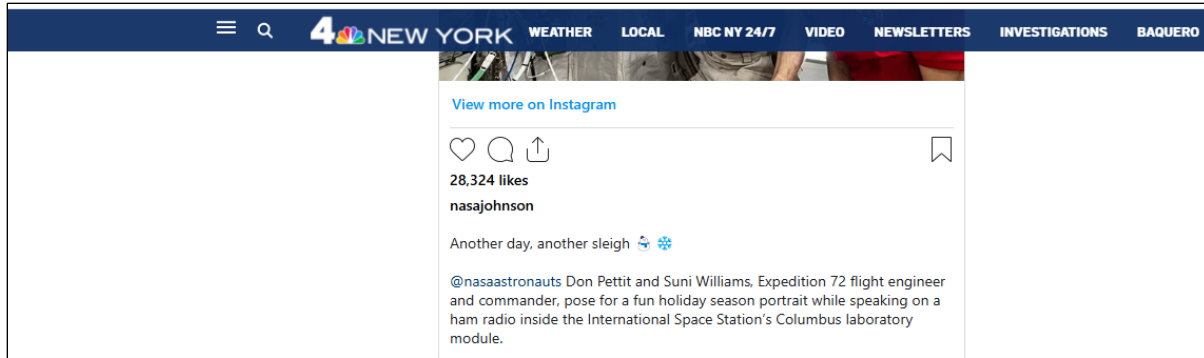 4 NEW YORK WEATHER LOCAL NBC NY 24/7 VIDEO NEWSLETTERS INVESTIGATIONS BAQUERO
View more on Instagram
28,324 likes
nasajohnson
Another day, another sleigh ☃️ ❄️
@nasaastronauts Don Pettit and Suni Williams, Expedition 72 flight engineer
and commander, pose for a fun holiday season portrait while speaking on a
ham radio inside the International Space Station’s Columbus laboratory
module.